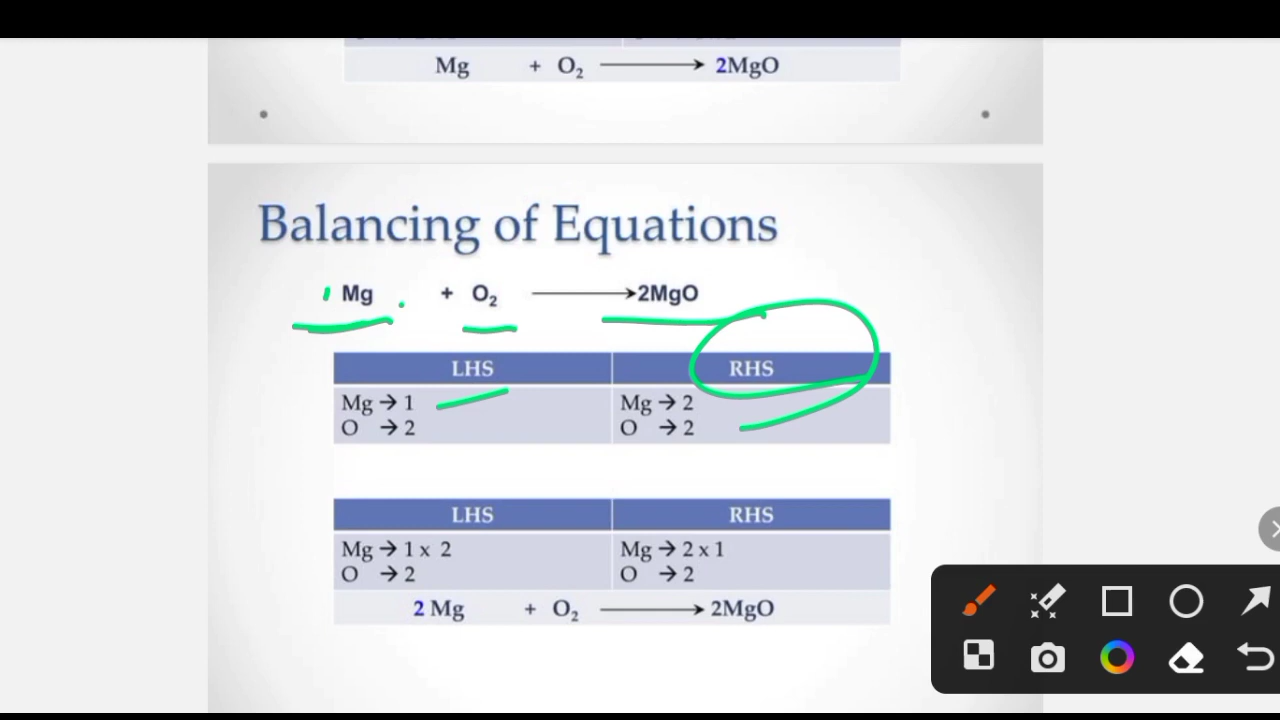 Mg + O₂ ⟶ 2MgO
Balancing of Equations
1 Mg + O₂ ⟶ 2MgO
LHS RHS
Mg → 1 Mg → 2
O → 2 O → 2
LHS RHS
Mg → 1 x 2 Mg → 2 x 1
O → 2 O → 2
2 Mg + O₂ ⟶ 2MgO